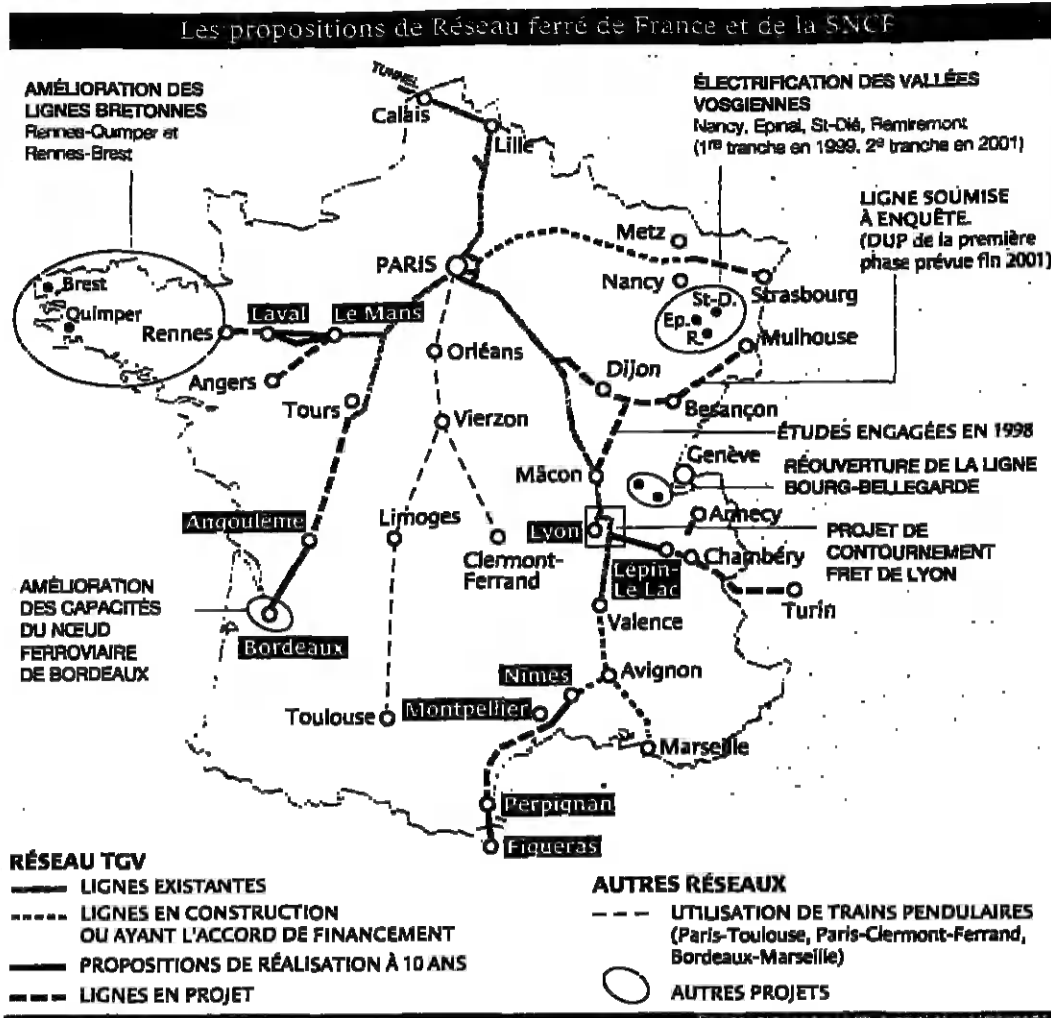 Les propositions de Réseau ferré de France et de la SNCF
AMÉLIORATION DES
LIGNES BRETONNES
Rennes-Quimper et
Rennes-Brest
TUNNEL
Calais
Lille
ÉLECTRIFICATION DES VALLÉES
VOSGIENNES
Nancy, Epinal, St-Dié, Remiremont
(1re tranche en 1999, 2e tranche en 2001)
LIGNE SOUMISE
À ENQUÊTE.
(DUP de la première
phase prévue fin 2001)
Metz
PARIS
Nancy
Strasbourg
St-D.
Ep.
R.
Brest
Quimper
Rennes
Laval
Le Mans
Mulhouse
Orléans
Angers
Dijon
Tours
Besançon
Vierzon
ÉTUDES ENGAGÉES EN 1998
Genève
Mâcon
RÉOUVERTURE DE LA LIGNE
BOURG-BELLEGARDE
Angoulême
Limoges
Lyon
Annecy
Clermont-
Ferrand
Chambéry
PROJET DE
CONTOURNEMENT
FRET DE LYON
Lépin-
Le Lac
Turin
AMÉLIORATION
DES CAPACITÉS
DU NŒUD
FERROVIAIRE
DE BORDEAUX
Bordeaux
Valence
Avignon
Nîmes
Montpellier
Toulouse
Marseille
Perpignan
Figueras
RÉSEAU TGV
LIGNES EXISTANTES
LIGNES EN CONSTRUCTION
OU AYANT L'ACCORD DE FINANCEMENT
PROPOSITIONS DE RÉALISATION À 10 ANS
LIGNES EN PROJET
AUTRES RÉSEAUX
UTILISATION DE TRAINS PENDULAIRES
(Paris-Toulouse, Paris-Clermont-Ferrand,
Bordeaux-Marseille)
AUTRES PROJETS